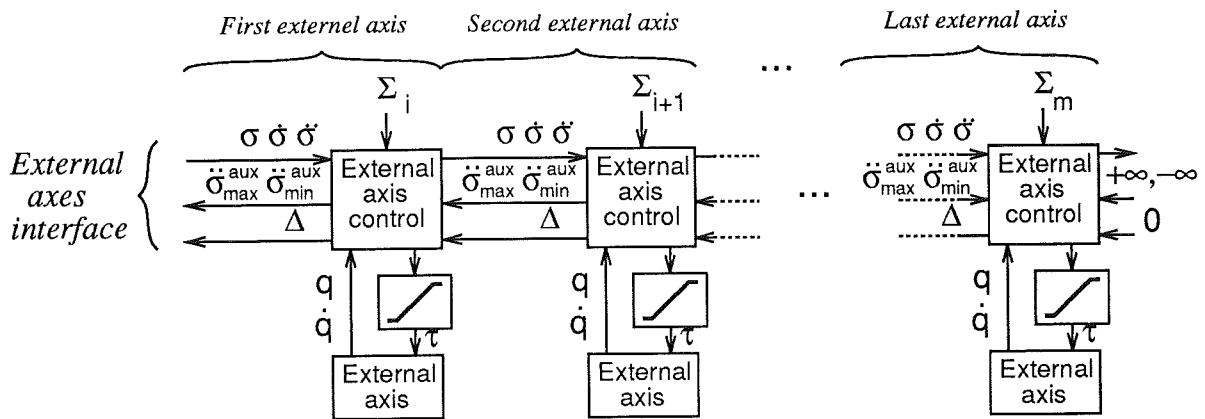 First externel axis
Second external axis
Last external axis
...
Σ i
Σ i+1
Σ m
External axes interface
σ σ̇ σ̈
σ̈ max aux σ̈ min aux
Δ
External axis control
σ σ̇ σ̈
σ̈ max aux σ̈ min aux
Δ
External axis control
...
σ σ̇ σ̈
σ̈ max aux σ̈ min aux
Δ
External axis control
+∞,-∞
0
q
q̇
τ
External axis
q
q̇
τ
External axis
q
q̇
τ
External axis